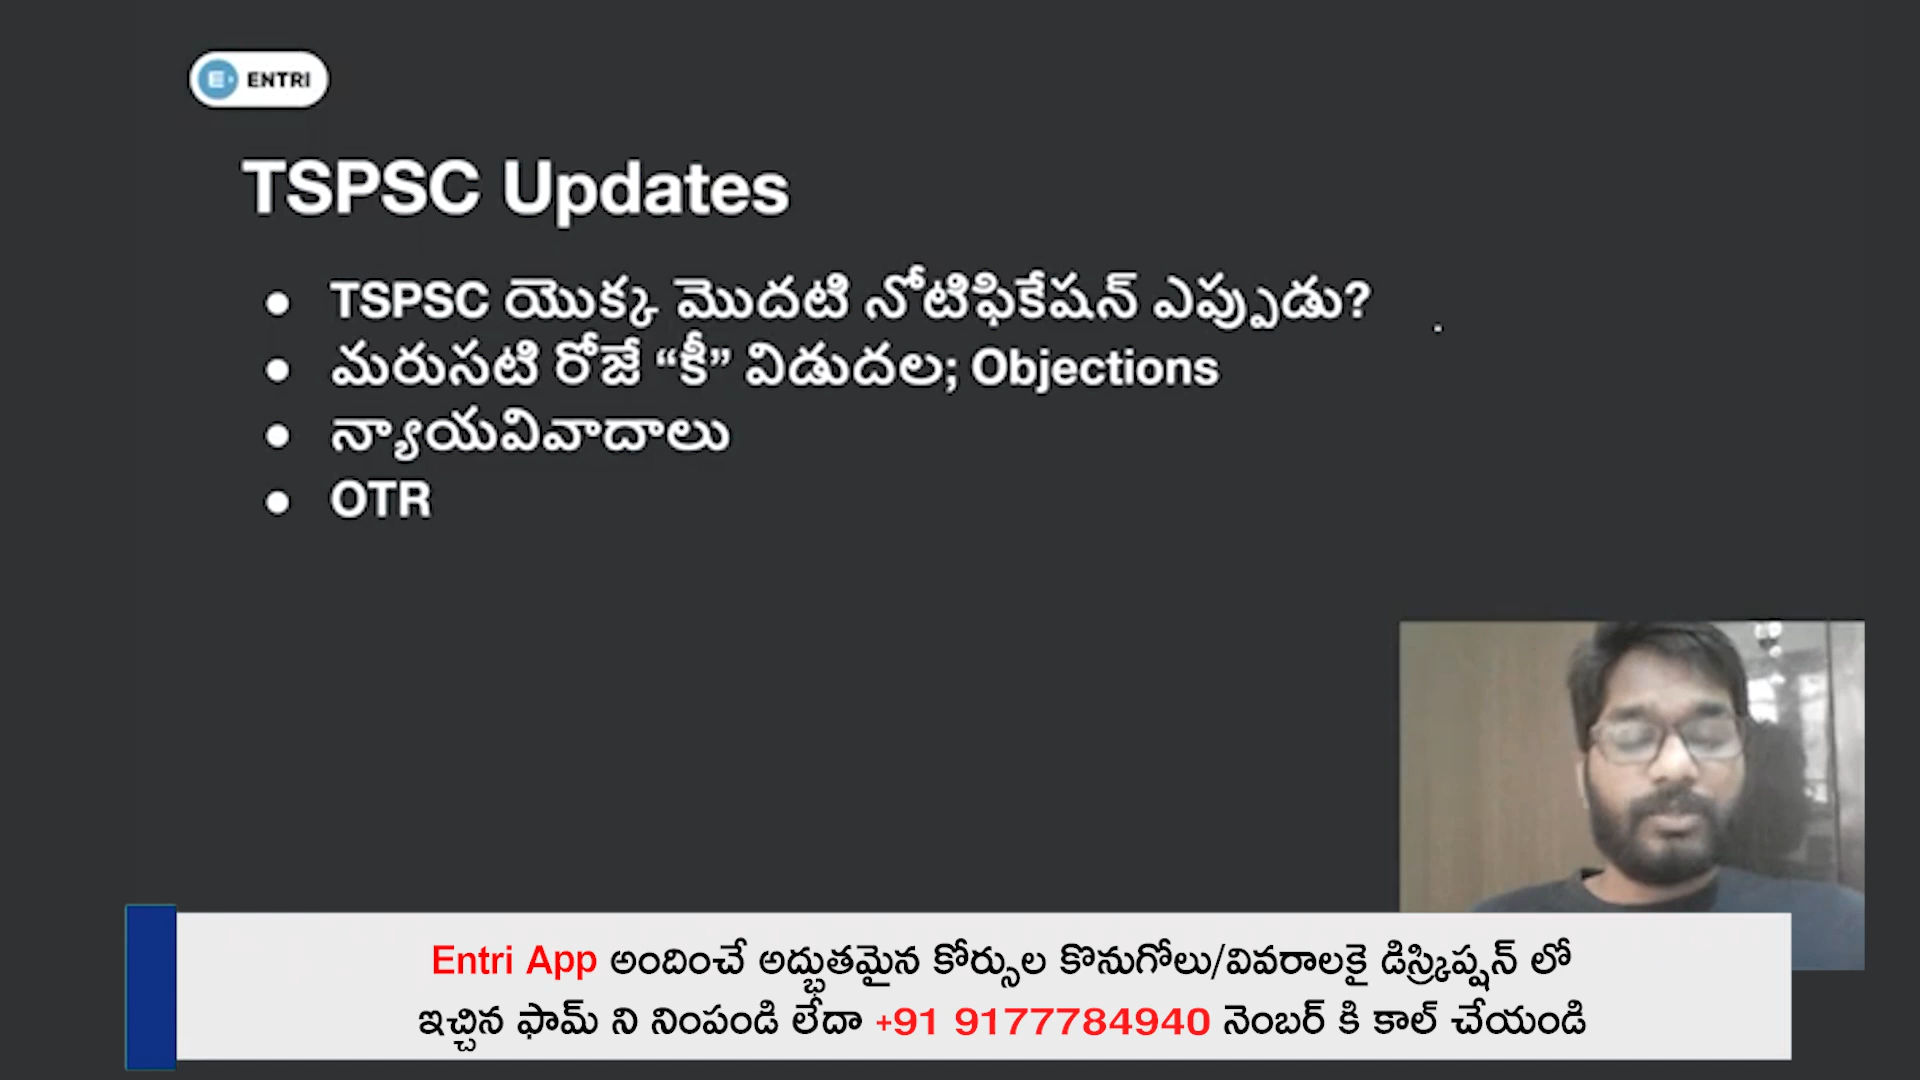 E ENTRI
TSPSC Updates
• TSPSC యొక్క మొదటి నోటిఫికేషన్ ఎప్పుడు?
• మరుసటి రోజే “కీ” విడుదల; Objections
• న్యాయవివాదాలు
• OTR
Entri App అందించే అద్భుతమైన కోర్సుల కొనుగోలు/వివరాలకై డిస్క్రిప్షన్ లో
ఇచ్చిన ఫామ్ ని నింపండి లేదా +91 9177784940 నెంబర్ కి కాల్ చేయండి